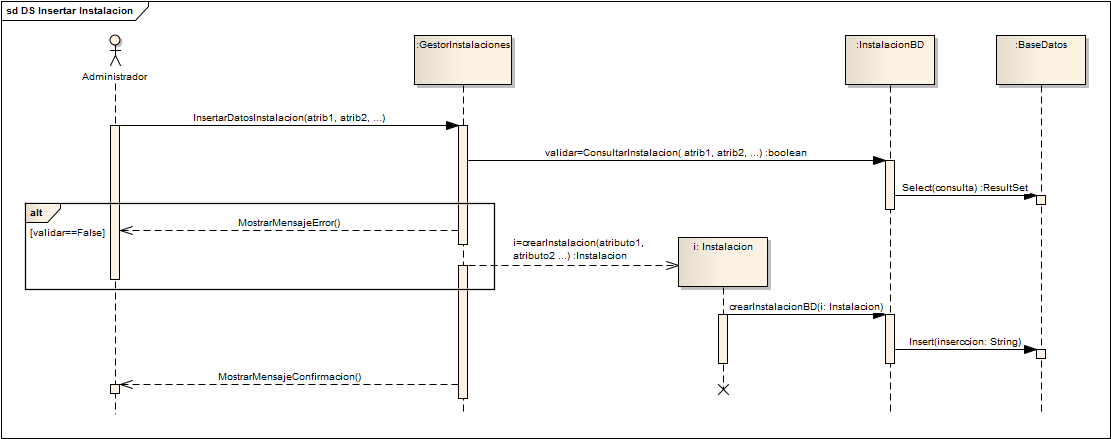 sd DS Insertar Instalacion
:GestorInstalaciones
:InstalacionBD
:BaseDatos
Administrador
InsertarDatosInstalacion(atrib1, atrib2, ...)
validar=ConsultarInstalacion( atrib1, atrib2, ...) :boolean
Select(consulta) :ResultSet
alt
[validar==False]
MostrarMensajeError()
i=crearInstalacion(atributo1,
atributo2 ...) :Instalacion
i: Instalacion
crearInstalacionBD(i: Instalacion)
Insert(inserccion: String)
MostrarMensajeConfirmacion()